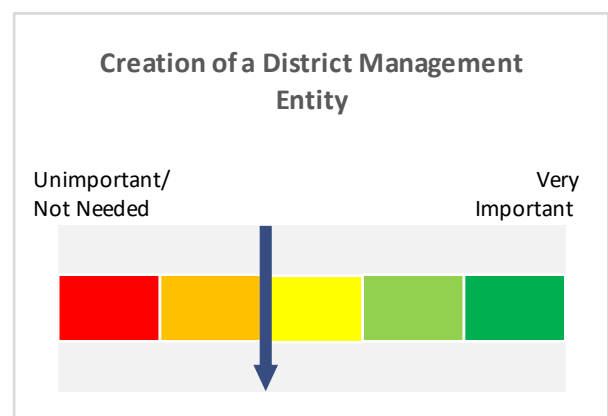 Creation of a District Management
Entity
Unimportant/
Not Needed
Very
Important